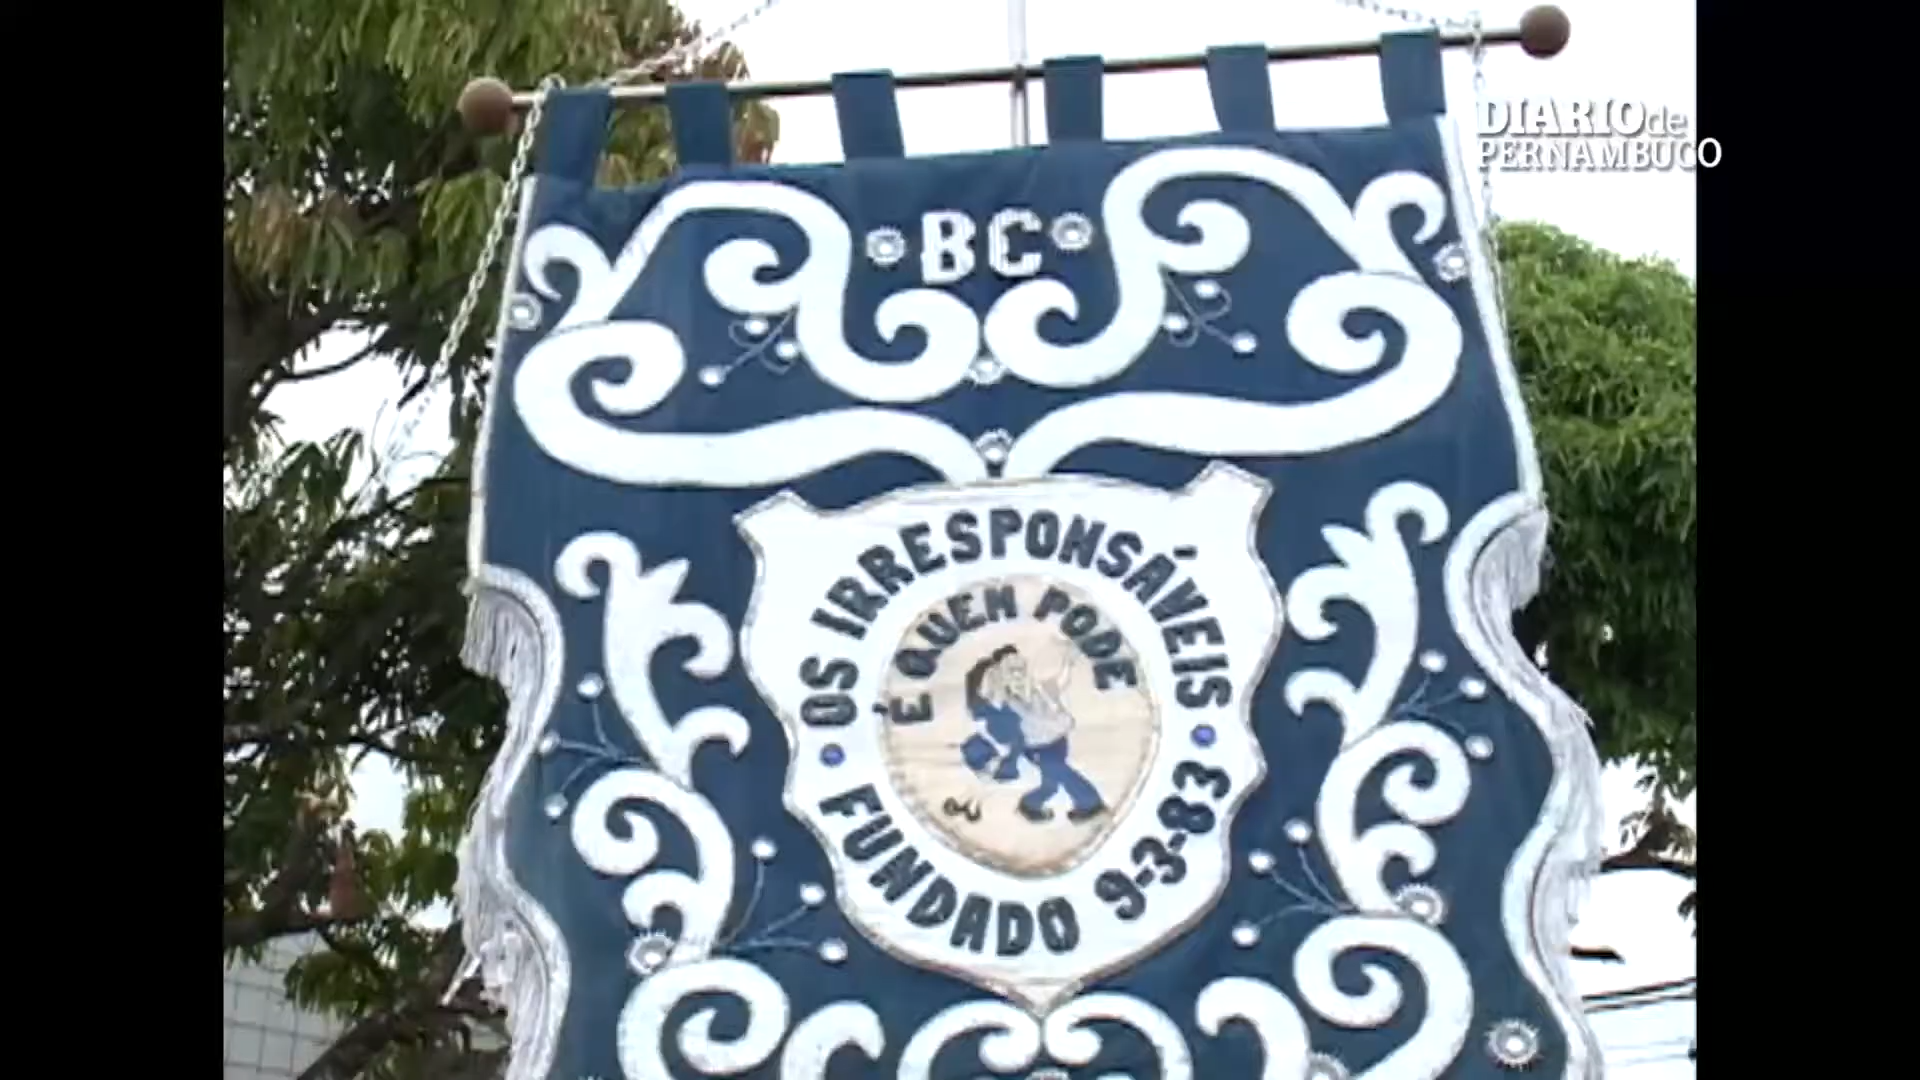 DIARIO de
PERNAMBUCO
BC
OS IRRESPONSÁVEIS
É QUEM PODE
FUNDADO 9-3-83